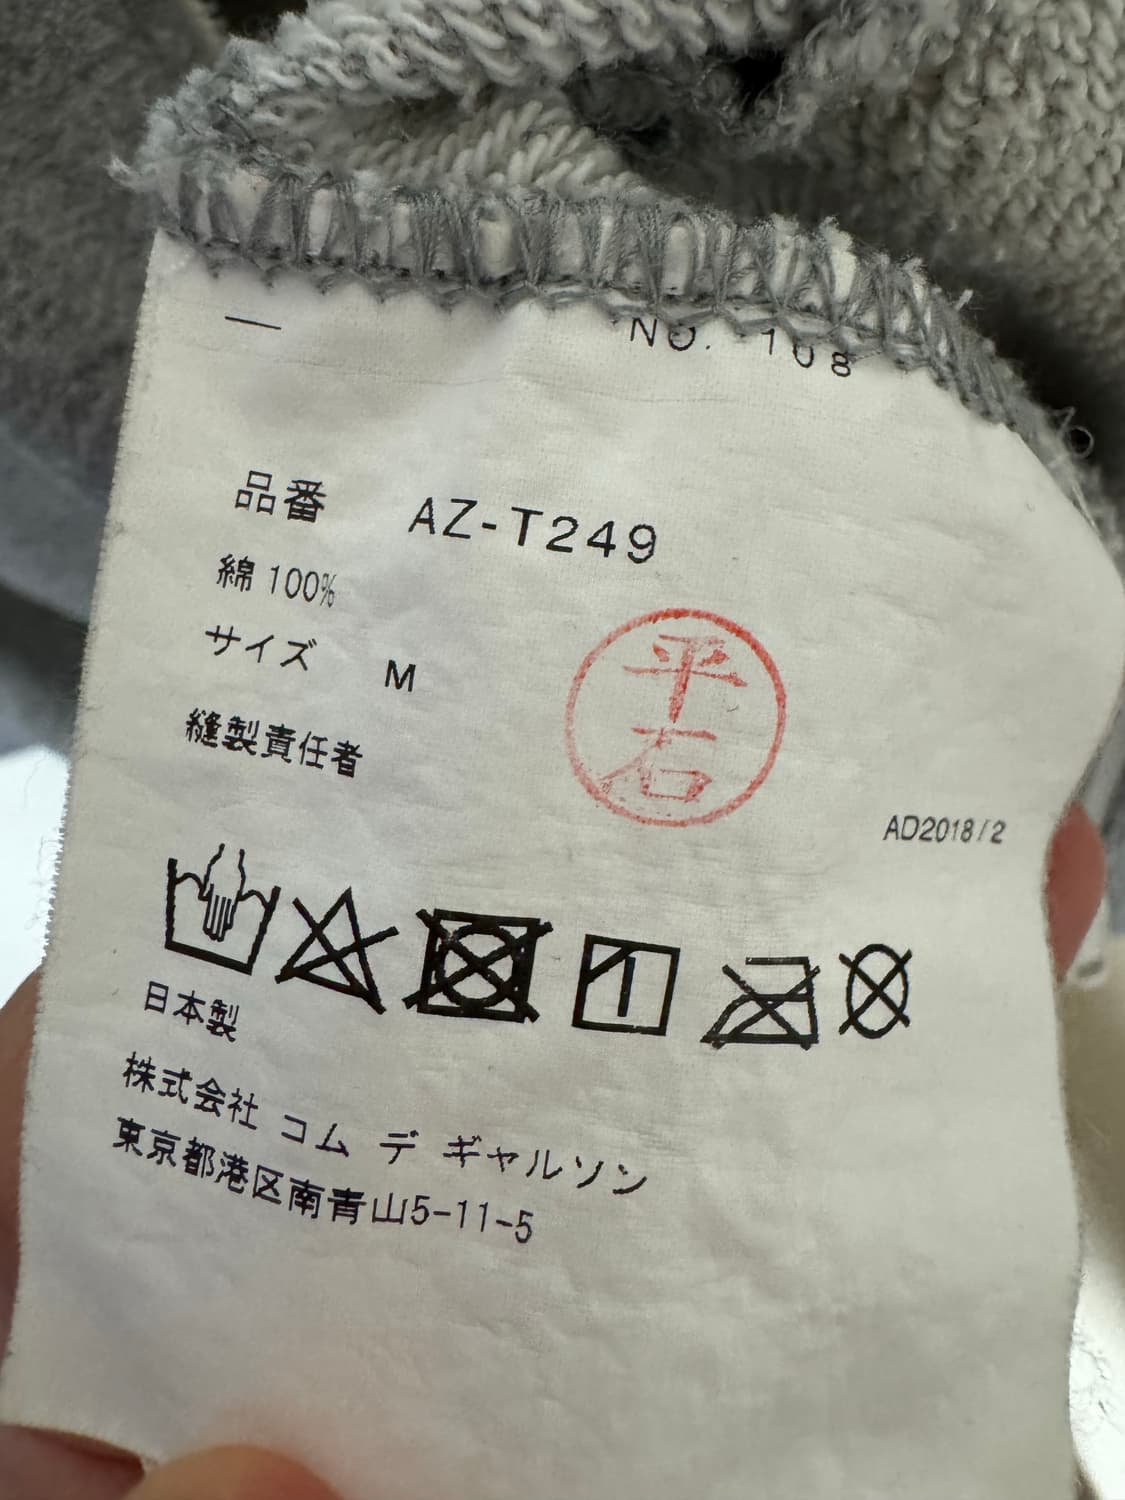 NO. 108
品番 AZ-T249
綿 100%
サイズ M
縫製責任者
平石
AD2018/2
日本製
株式会社 コム デ ギャルソン
東京都港区南青山5-11-5